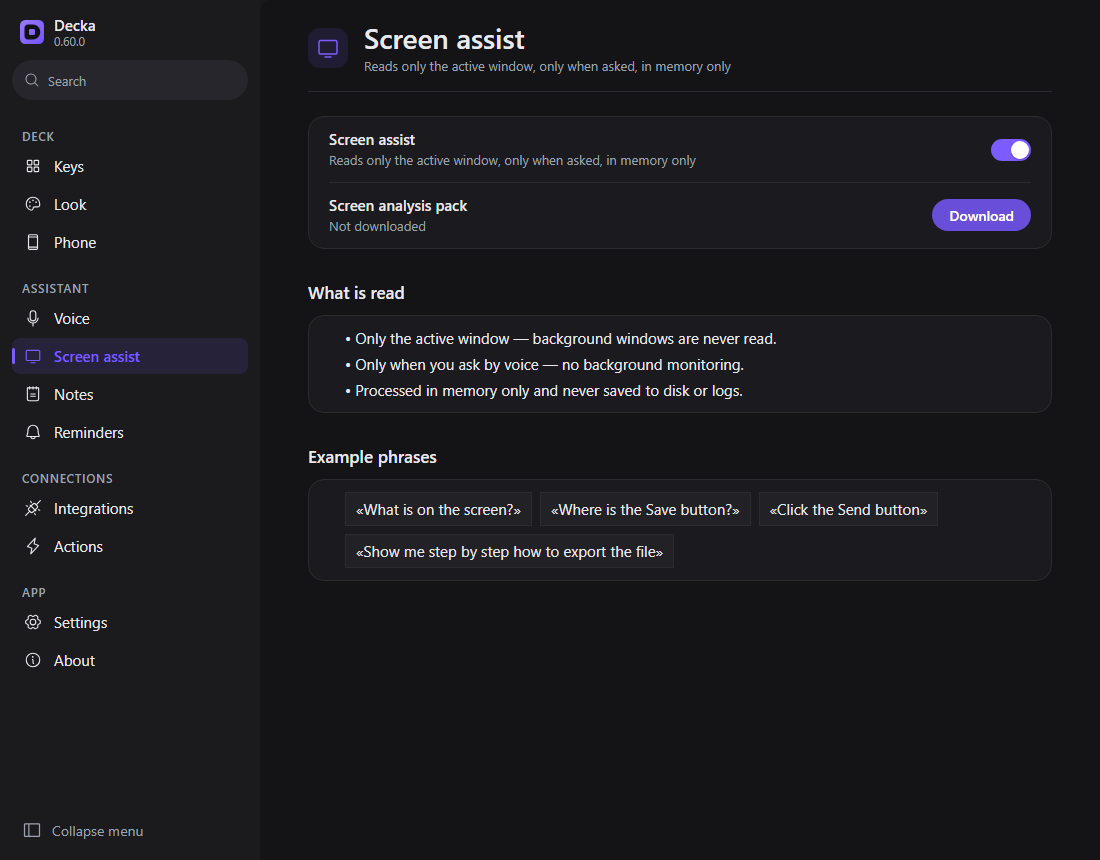 Decka
0.60.0
Search
DECK
Keys
Look
Phone
ASSISTANT
Voice
Screen assist
Notes
Reminders
CONNECTIONS
Integrations
Actions
APP
Settings
About
Collapse menu
Screen assist
Reads only the active window, only when asked, in memory only
Screen assist
Reads only the active window, only when asked, in memory only
Screen analysis pack
Not downloaded
Download
What is read
• Only the active window — background windows are never read.
• Only when you ask by voice — no background monitoring.
• Processed in memory only and never saved to disk or logs.
Example phrases
«What is on the screen?» «Where is the Save button?» «Click the Send button»
«Show me step by step how to export the file»